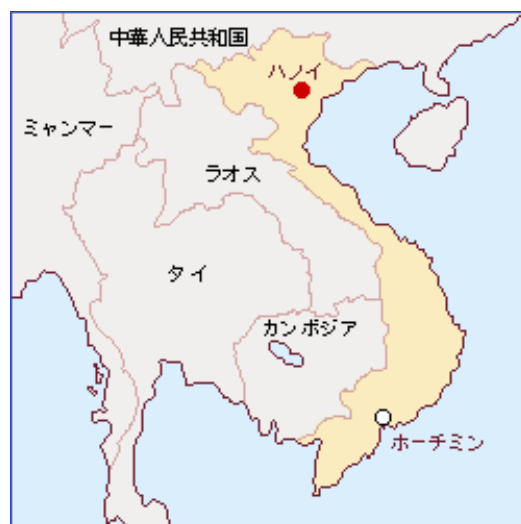 中華人民共和国
ハノイ
ミャンマー
ラオス
タイ
カンボジア
ホーチミン